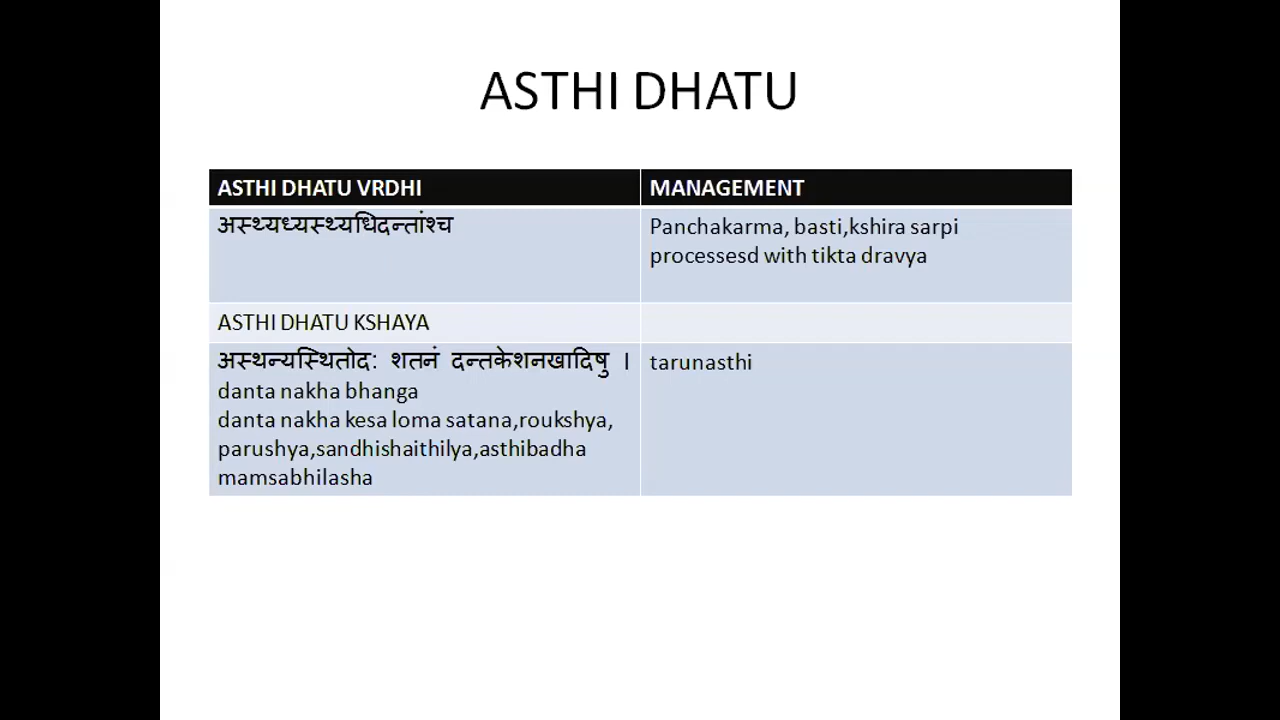 ASTHI DHATU
ASTHI DHATU VRDHI
MANAGEMENT
अस्थ्यध्यस्थ्यधिदन्तांश्च
Panchakarma, basti,kshira sarpi
processesd with tikta dravya
ASTHI DHATU KSHAYA
अस्थन्यस्थितोद: शतनं दन्तकेशनखादिषु ।
danta nakha bhanga
danta nakha kesa loma satana,roukshya,
parushya,sandhishaithilya,asthibadha
mamsabhilasha
tarunasthi